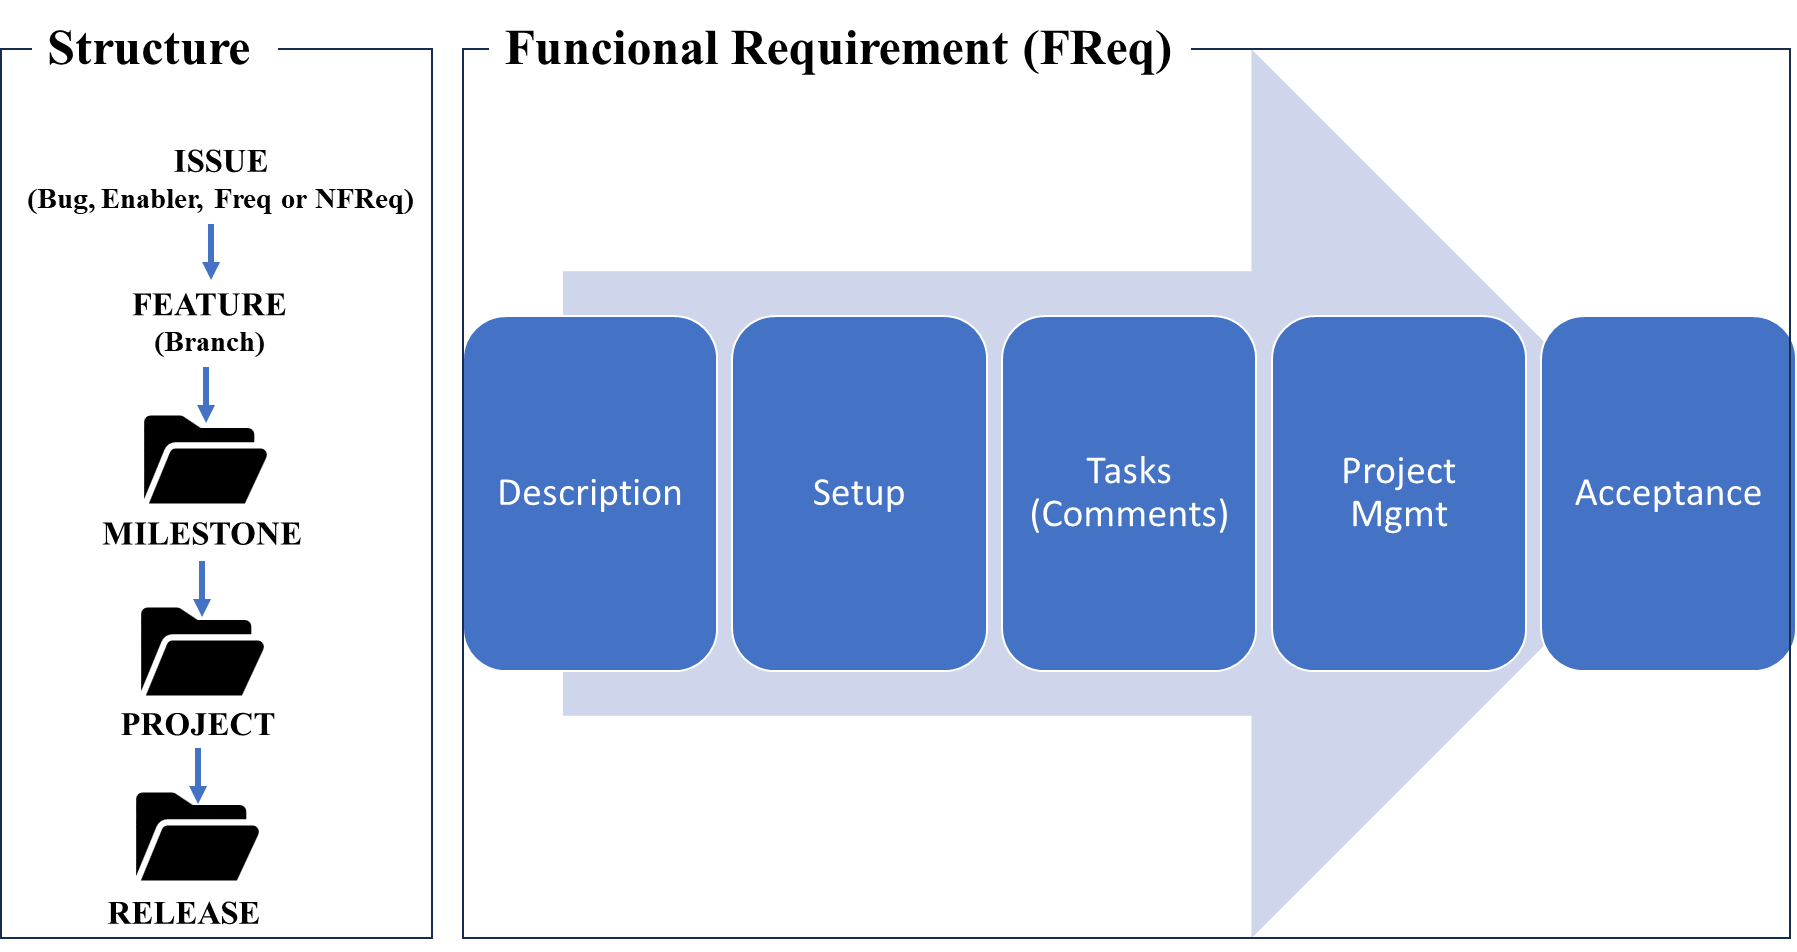 Structure
ISSUE
(Bug, Enabler, Freq or NFReq)
FEATURE
(Branch)
MILESTONE
PROJECT
RELEASE
Funcional Requirement (FReq)
Description
Setup
Tasks
(Comments)
Project
Mgmt
Acceptance